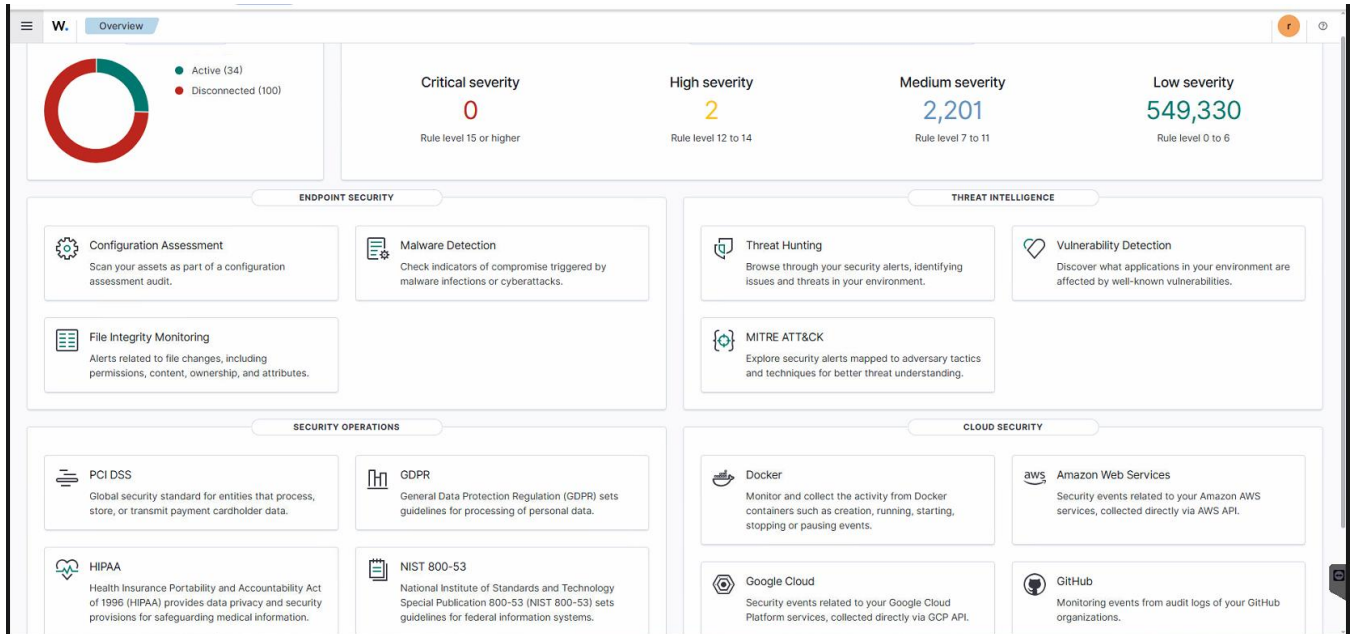 W.
Overview
r
Active (34)
Disconnected (100)
Critical severity
0
Rule level 15 or higher
High severity
2
Rule level 12 to 14
Medium severity
2,201
Rule level 7 to 11
Low severity
549,330
Rule level 0 to 6
ENDPOINT SECURITY
Configuration Assessment
Scan your assets as part of a configuration
assessment audit.
Malware Detection
Check indicators of compromise triggered by
malware infections or cyberattacks.
File Integrity Monitoring
Alerts related to file changes, including
permissions, content, ownership, and attributes.
THREAT INTELLIGENCE
Threat Hunting
Browse through your security alerts, identifying
issues and threats in your environment.
Vulnerability Detection
Discover what applications in your environment are
affected by well-known vulnerabilities.
MITRE ATT&CK
Explore security alerts mapped to adversary tactics
and techniques for better threat understanding.
SECURITY OPERATIONS
PCI DSS
Global security standard for entities that process,
store, or transmit payment cardholder data.
GDPR
General Data Protection Regulation (GDPR) sets
guidelines for processing of personal data.
HIPAA
Health Insurance Portability and Accountability Act
of 1996 (HIPAA) provides data privacy and security
provisions for safeguarding medical information.
NIST 800-53
National Institute of Standards and Technology
Special Publication 800-53 (NIST 800-53) sets
guidelines for federal information systems.
CLOUD SECURITY
Docker
Monitor and collect the activity from Docker
containers such as creation, running, starting,
stopping or pausing events.
aws
Amazon Web Services
Security events related to your Amazon AWS
services, collected directly via AWS API.
Google Cloud
Security events related to your Google Cloud
Platform services, collected directly via GCP API.
GitHub
Monitoring events from audit logs of your GitHub
organizations.